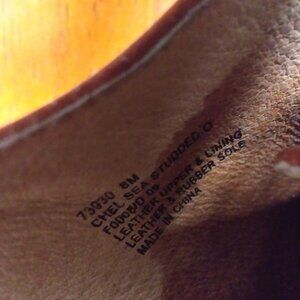 73930 8M
CHELSEA STUDDED.O
LEATHER UPPER & LINING
LEATHER & RUBBER SOLE
MADE IN CHINA